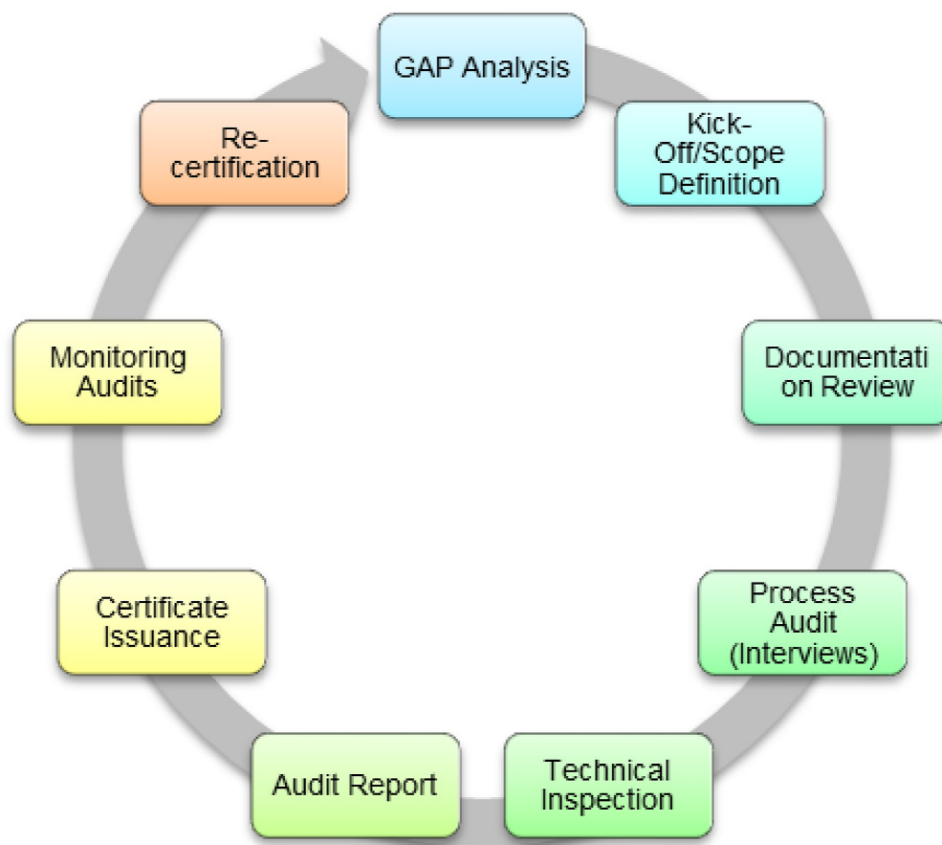 GAP Analysis
Kick-
Off/Scope
Definition
Documentati
on Review
Process
Audit
(Interviews)
Technical
Inspection
Audit Report
Certificate
Issuance
Monitoring
Audits
Re-
certification